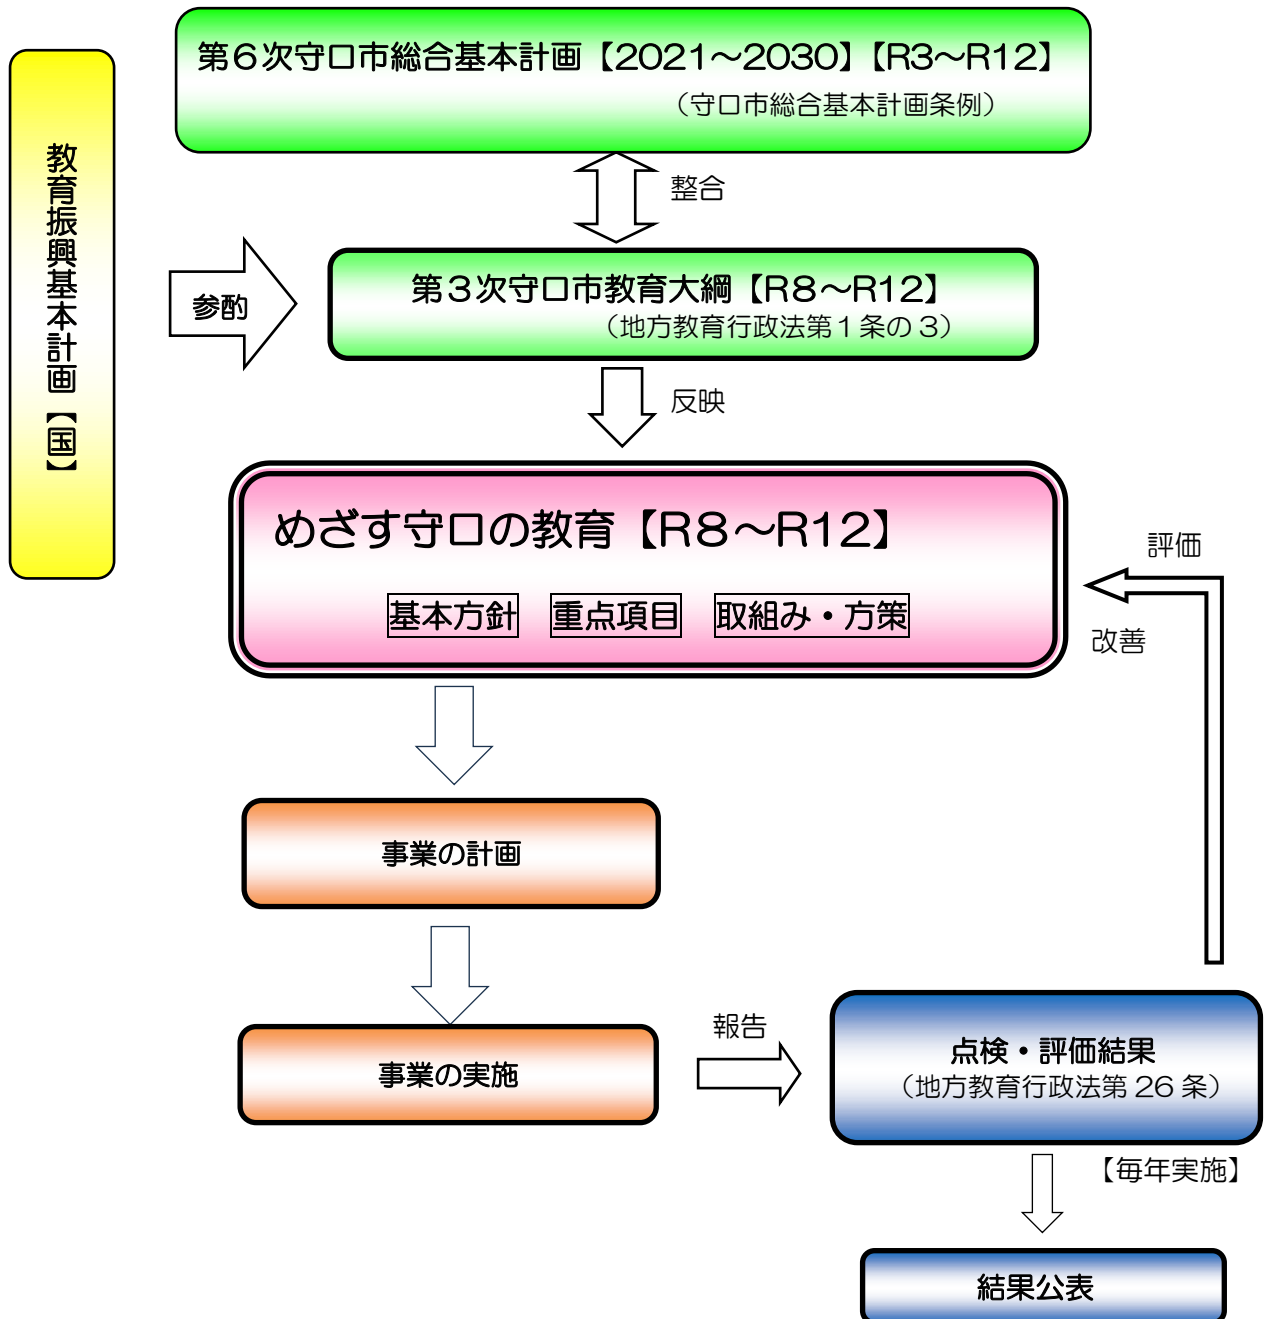 第６次守口市総合基本計画【2021～2030】【R3～R12】
（守口市総合基本計画条例）
教育振興基本計画【国】
整合
参酌
第３次守口市教育大綱【R８～R12】
（地方教育行政法第１条の３）
反映
めざす守口の教育【R８～R12】
基本方針 重点項目 取組み・方策
評価
改善
事業の計画
事業の実施
報告
点検・評価結果
（地方教育行政法第 26 条）
【毎年実施】
結果公表